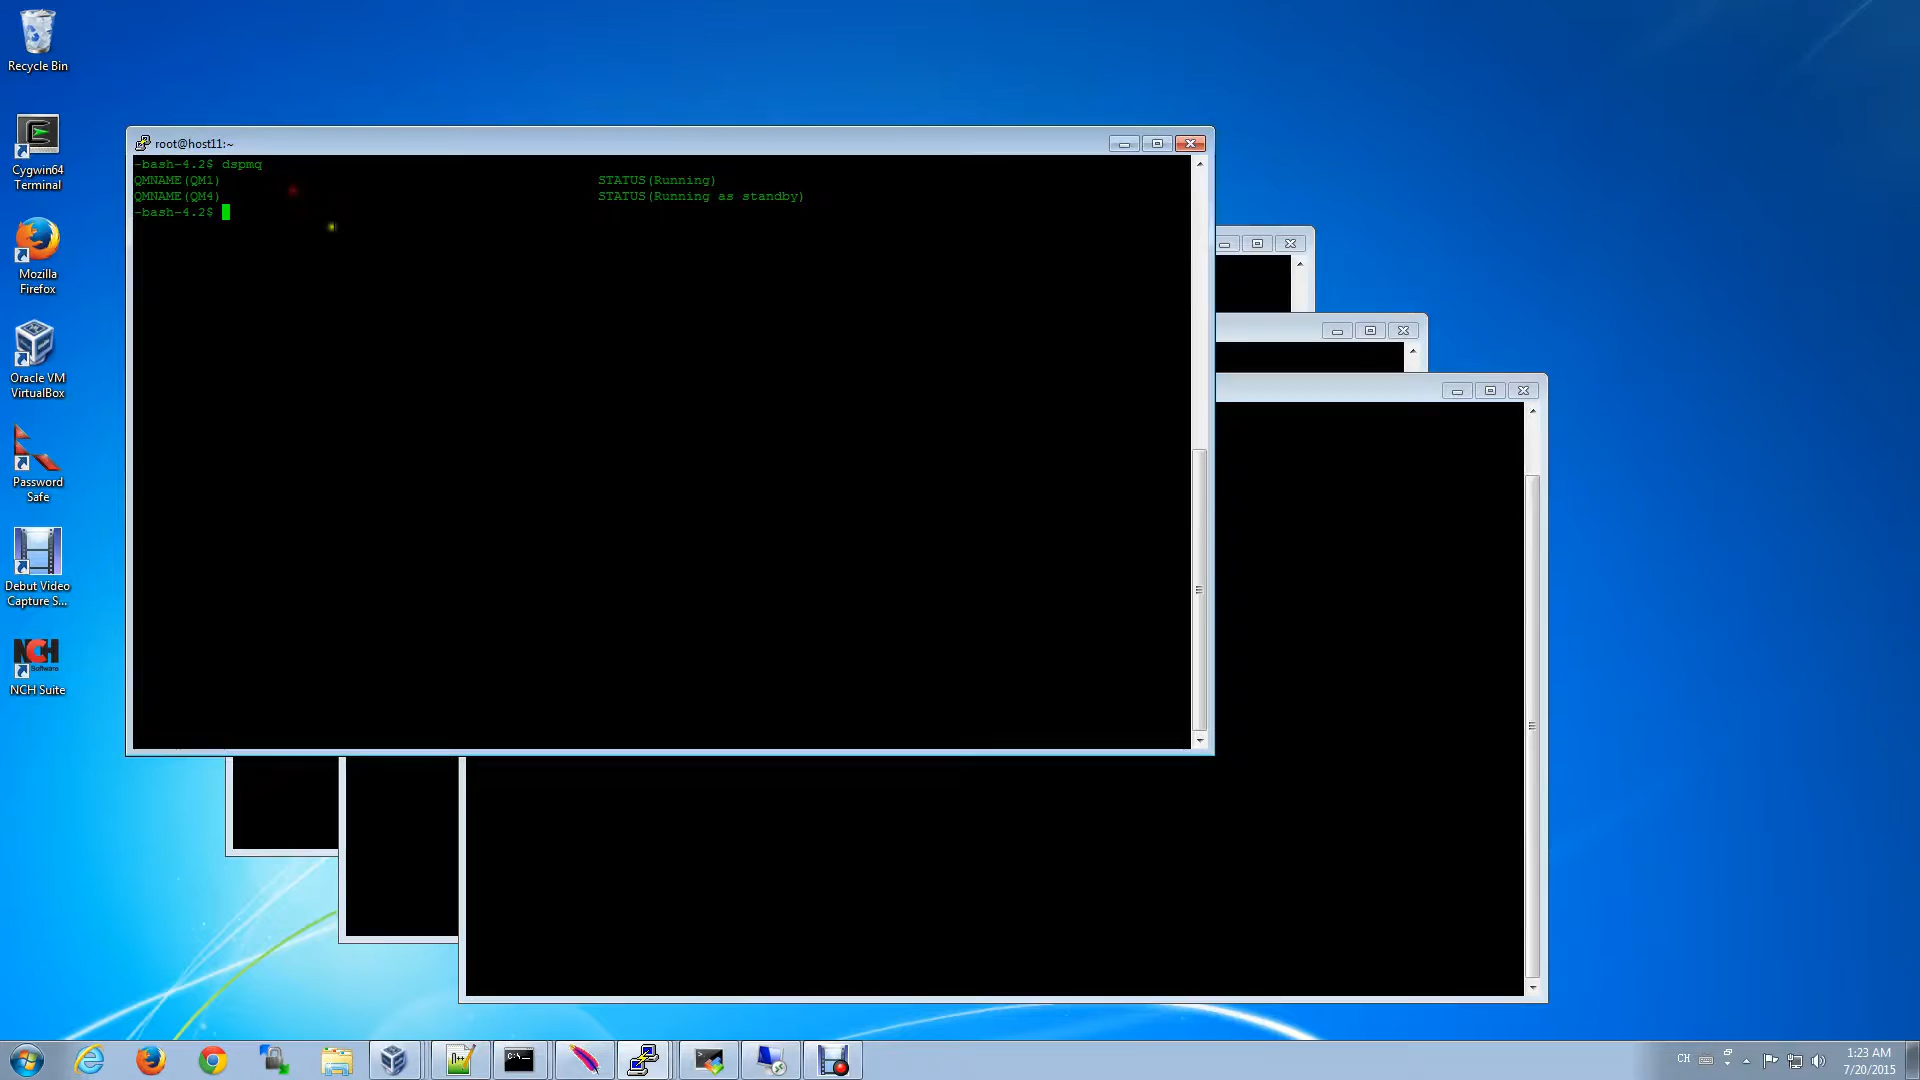 Recycle Bin
Cygwin64
Terminal
Mozilla
Firefox
Oracle VM
VirtualBox
Password
Safe
Debut Video
Capture S...
NCH
Software
NCH Suite
root@host11:~
-bash-4.2$ dspmq
QMNAME(QM1) STATUS(Running)
QMNAME(QM4) STATUS(Running as standby)
-bash-4.2$
CH
1:23 AM
7/20/2015